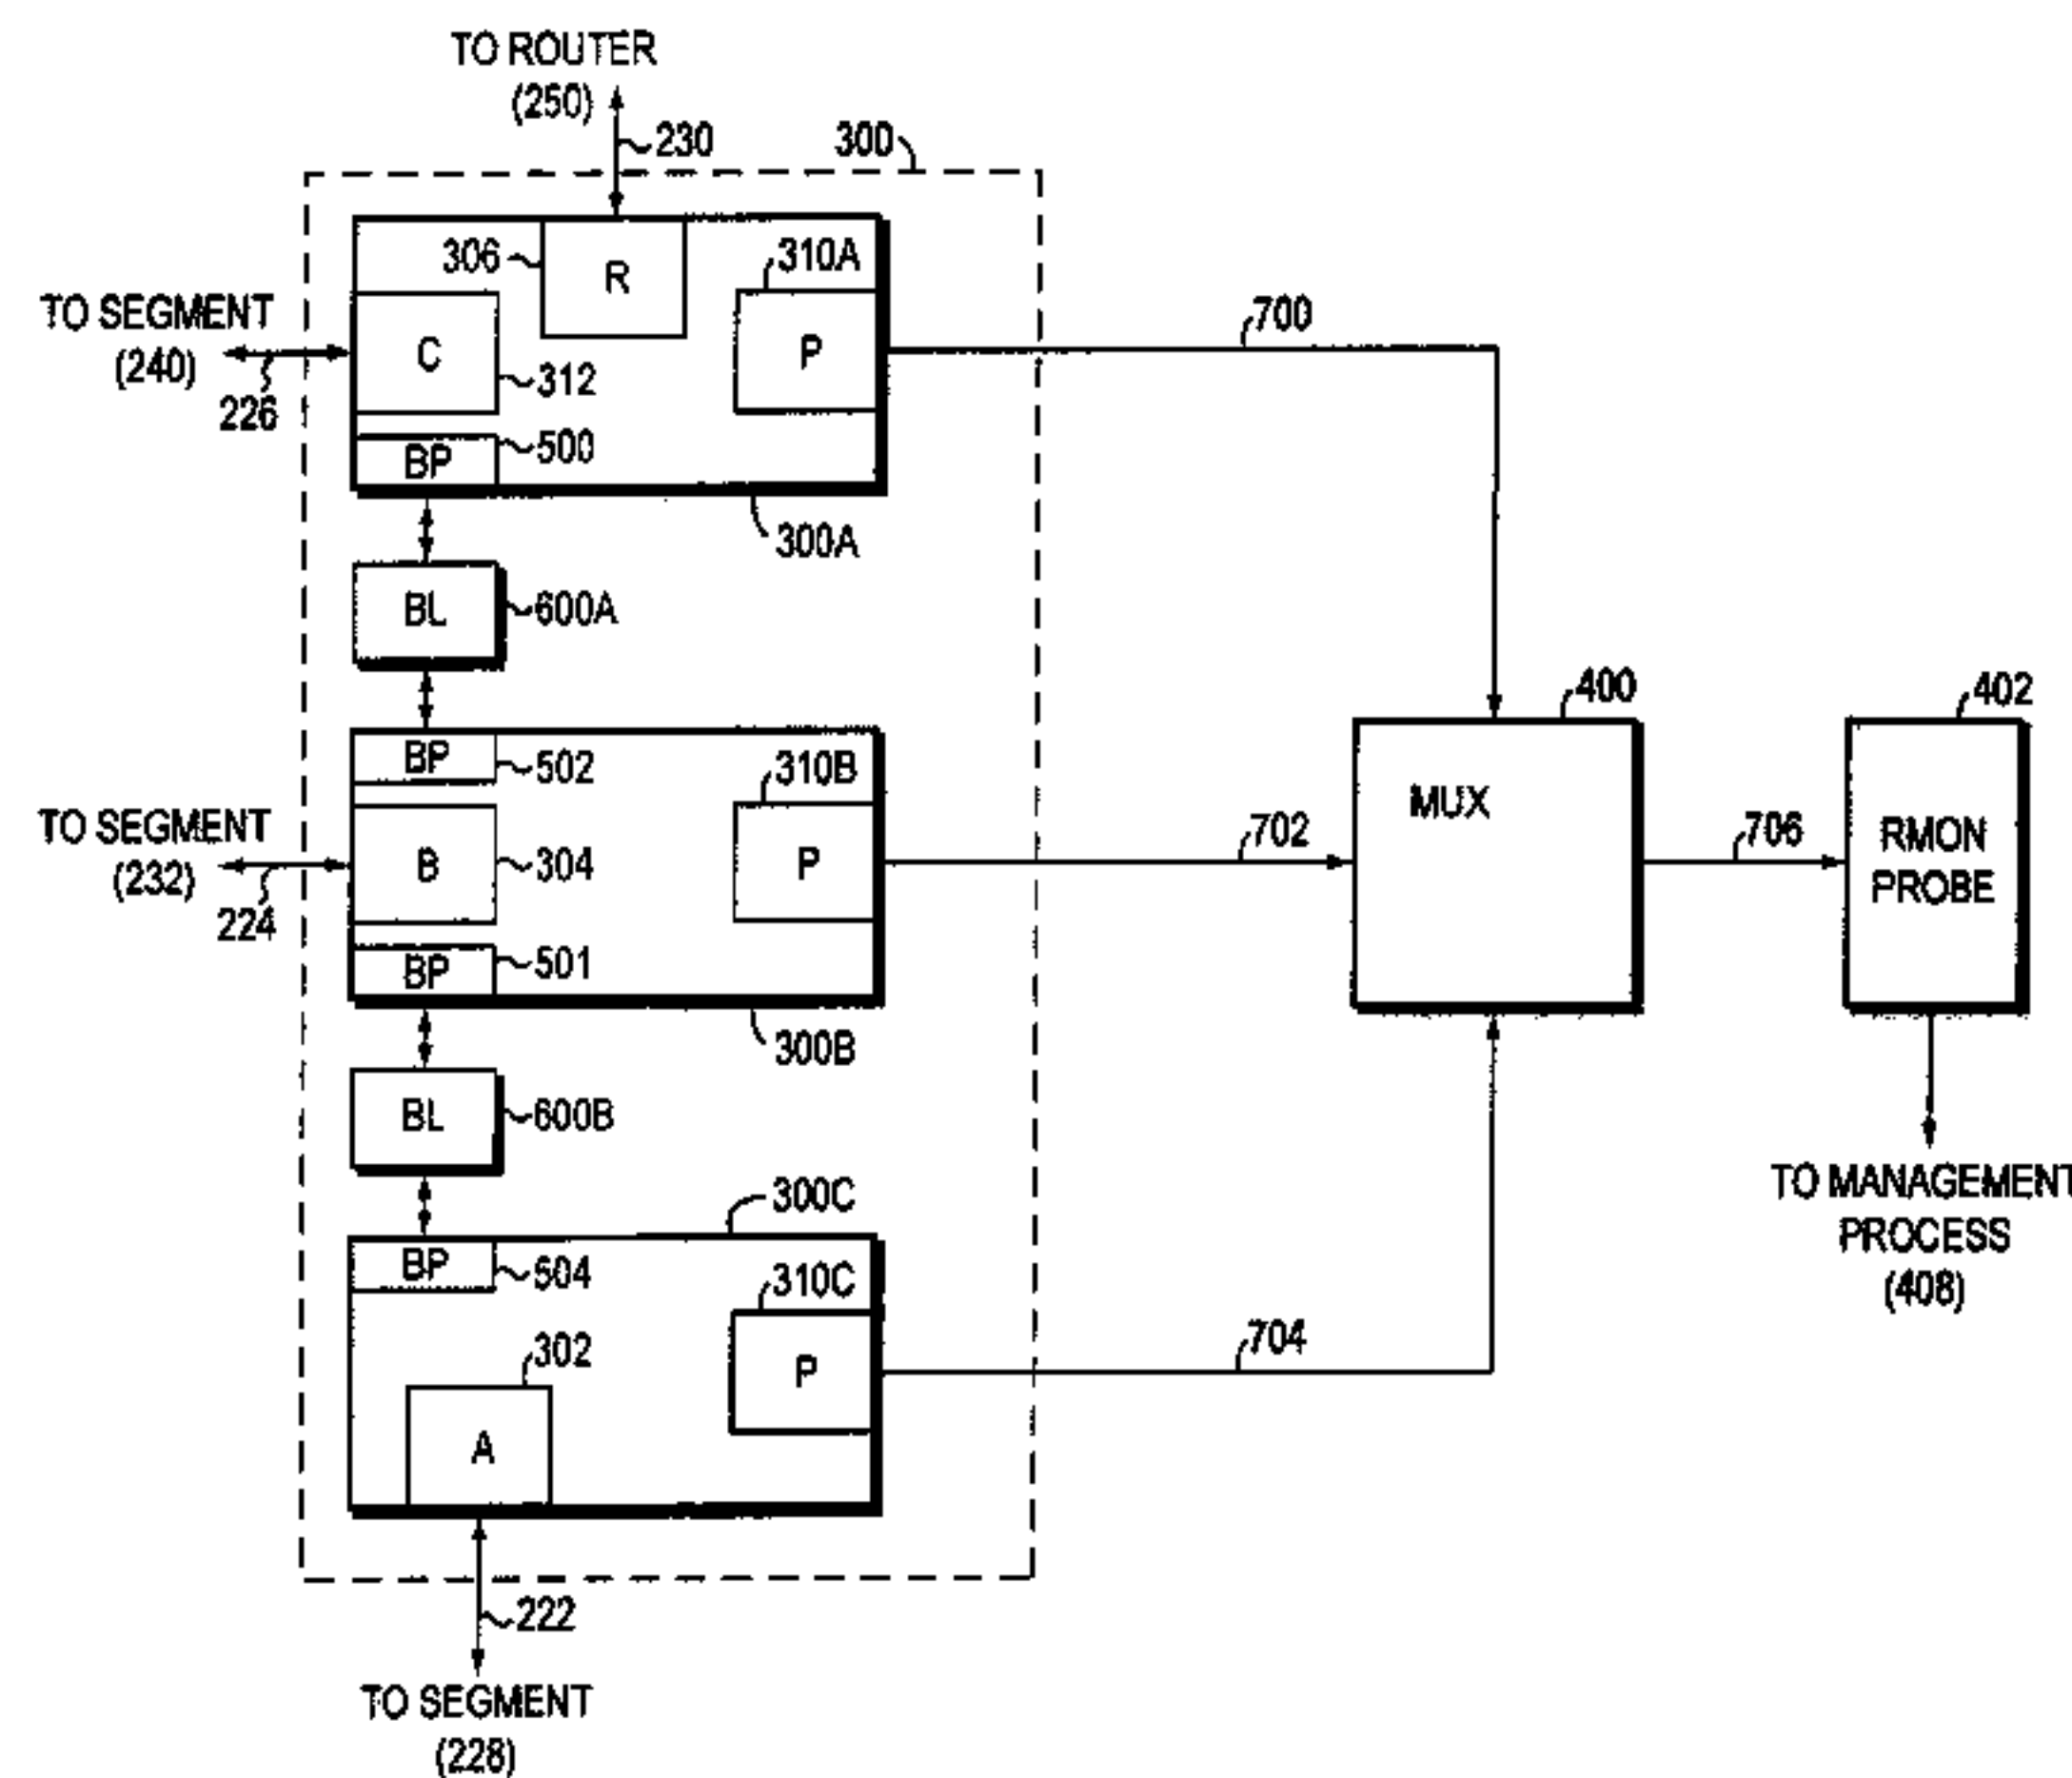 TO ROUTER
(250)
230
300
306
R
310A
P
700
TO SEGMENT
(240)
226
C
312
BP
500
300A
BL
600A
BP
502
310B
P
702
TO SEGMENT
(232)
224
B
304
BP
501
300B
MUX
400
706
402
RMON
PROBE
TO MANAGEMENT
PROCESS
(408)
BL
600B
300C
BP
504
310C
P
704
302
A
222
TO SEGMENT
(228)